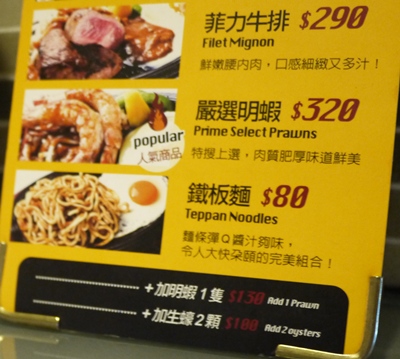 菲力牛排 $290
Filet Mignon
鮮嫩腰內肉，口感細緻又多汁！
嚴選明蝦 $320
Prime Select Prawns
popular
人氣商品
特搜上選，肉質肥厚味道鮮美
鐵板麵 $80
Teppan Noodles
麵條彈Q醬汁夠味，
令人大快朵頤的完美組合！
+加明蝦1隻 $130 Add 1 Prawn
+加生蠔2顆 $100 Add 2 oysters